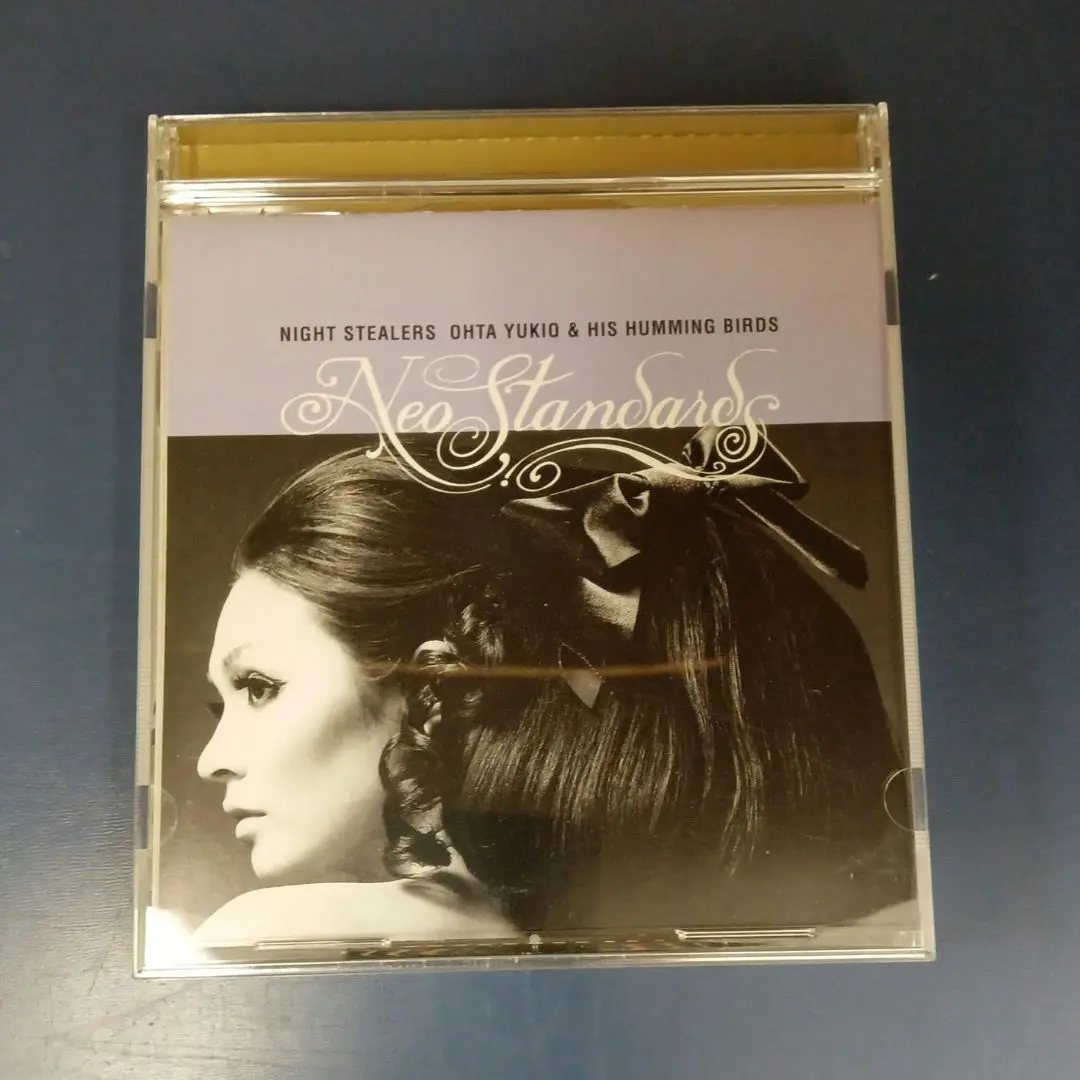 NIGHT STEALERS OHTA YUKIO & HIS HUMMING BIRDS
Neo Standards